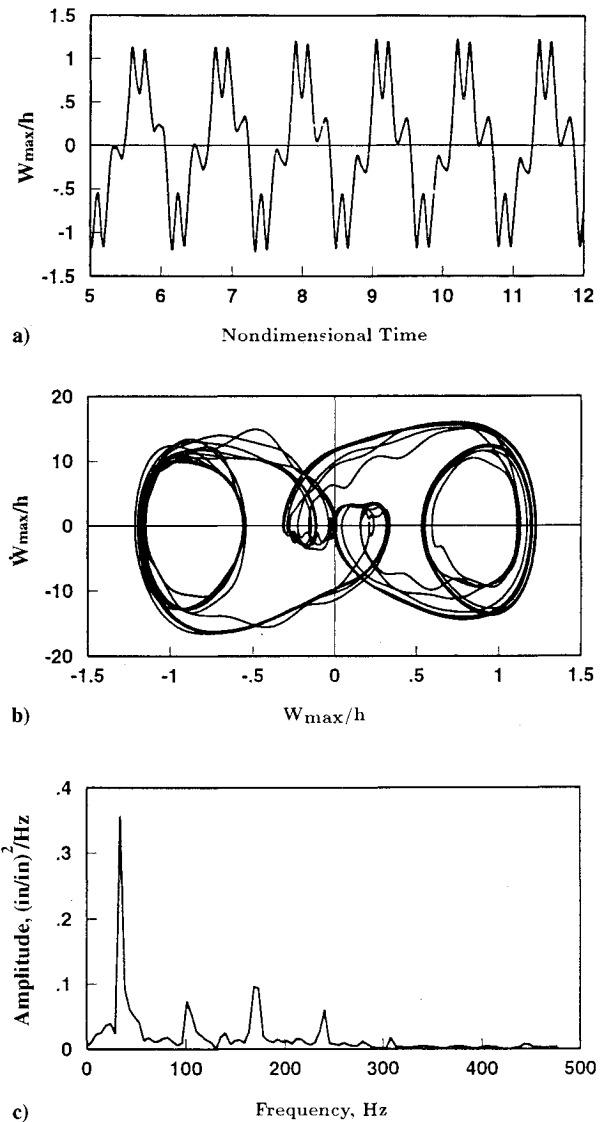 1.5
1
.5
0
-.5
-1
-1.5
Wmax/h
5 6 7 8 9 10 11 12
a) Nondimensional Time
20
10
0
-10
-20
Ẇmax/h
-1.5 -1 -.5 0 .5 1 1.5
b) Wmax/h
.4
.3
.2
.1
0
Amplitude, (in/in)²/Hz
0 100 200 300 400 500
c) Frequency, Hz